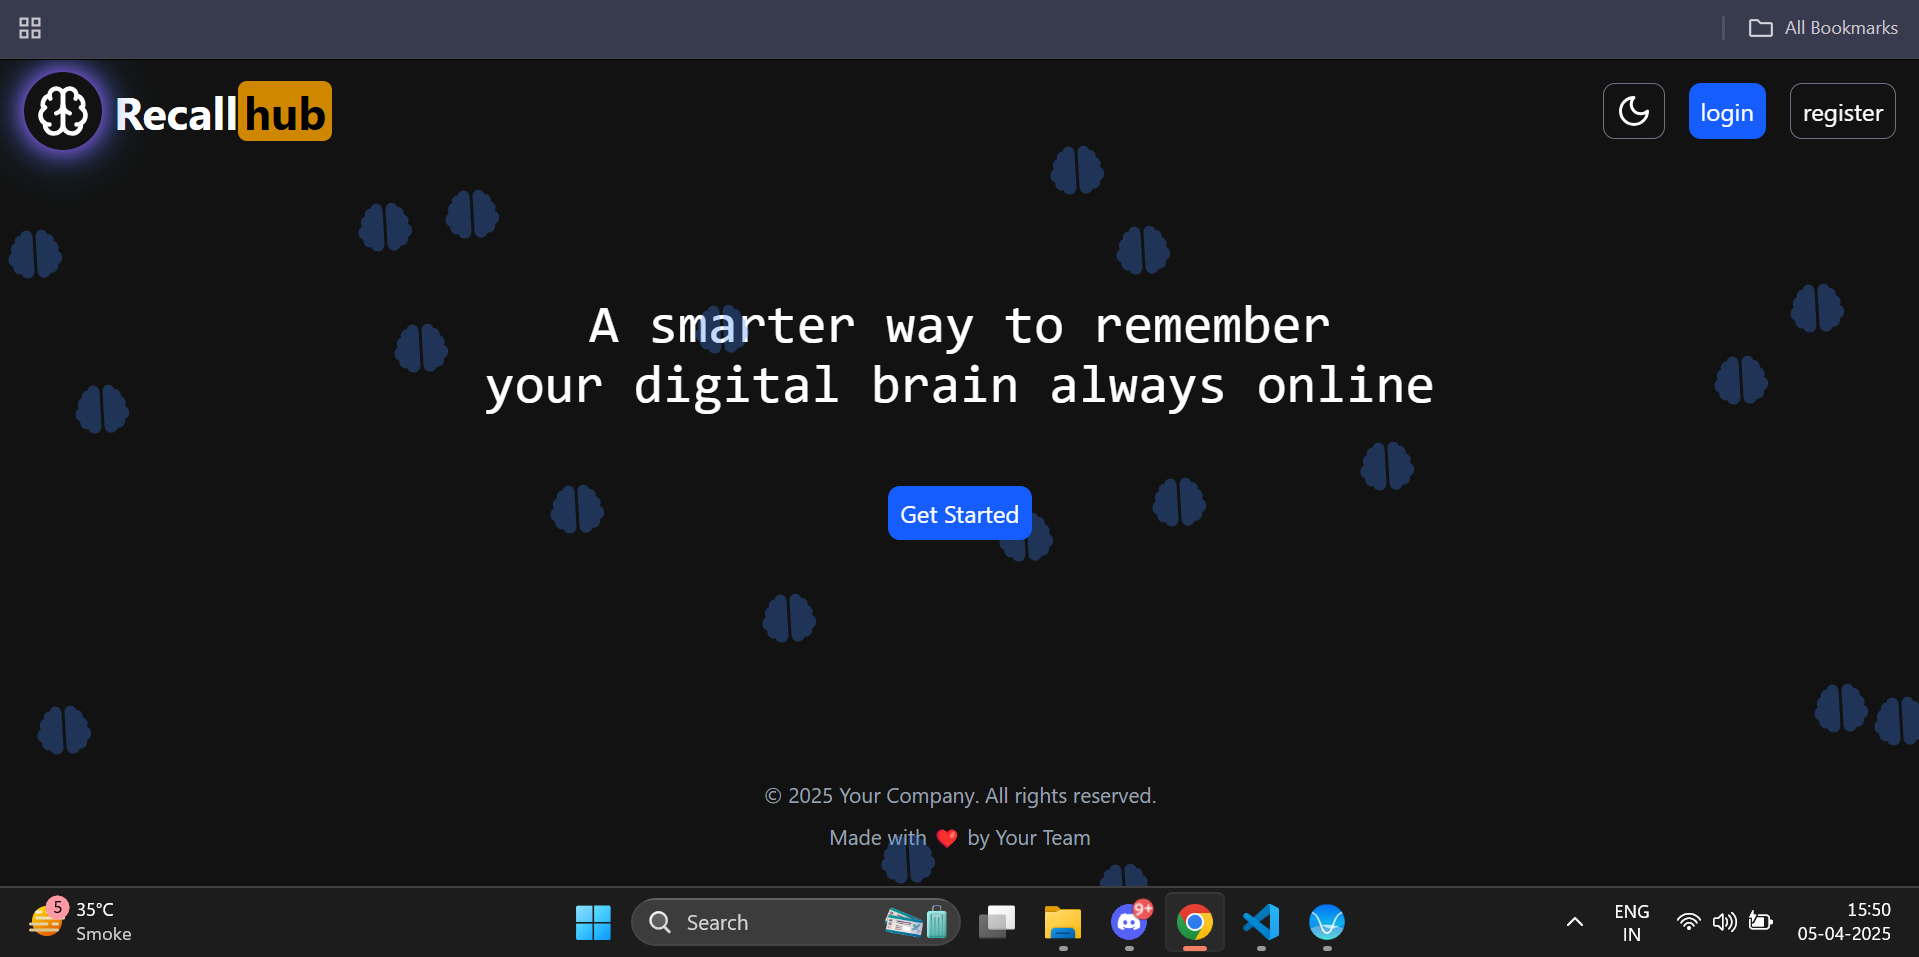 All Bookmarks
Recallhub
login
register
A smarter way to remember
your digital brain always online
Get Started
© 2025 Your Company. All rights reserved.
Made with ❤️ by Your Team
5
35°C
Smoke
Search
9+
ENG
IN
15:50
05-04-2025